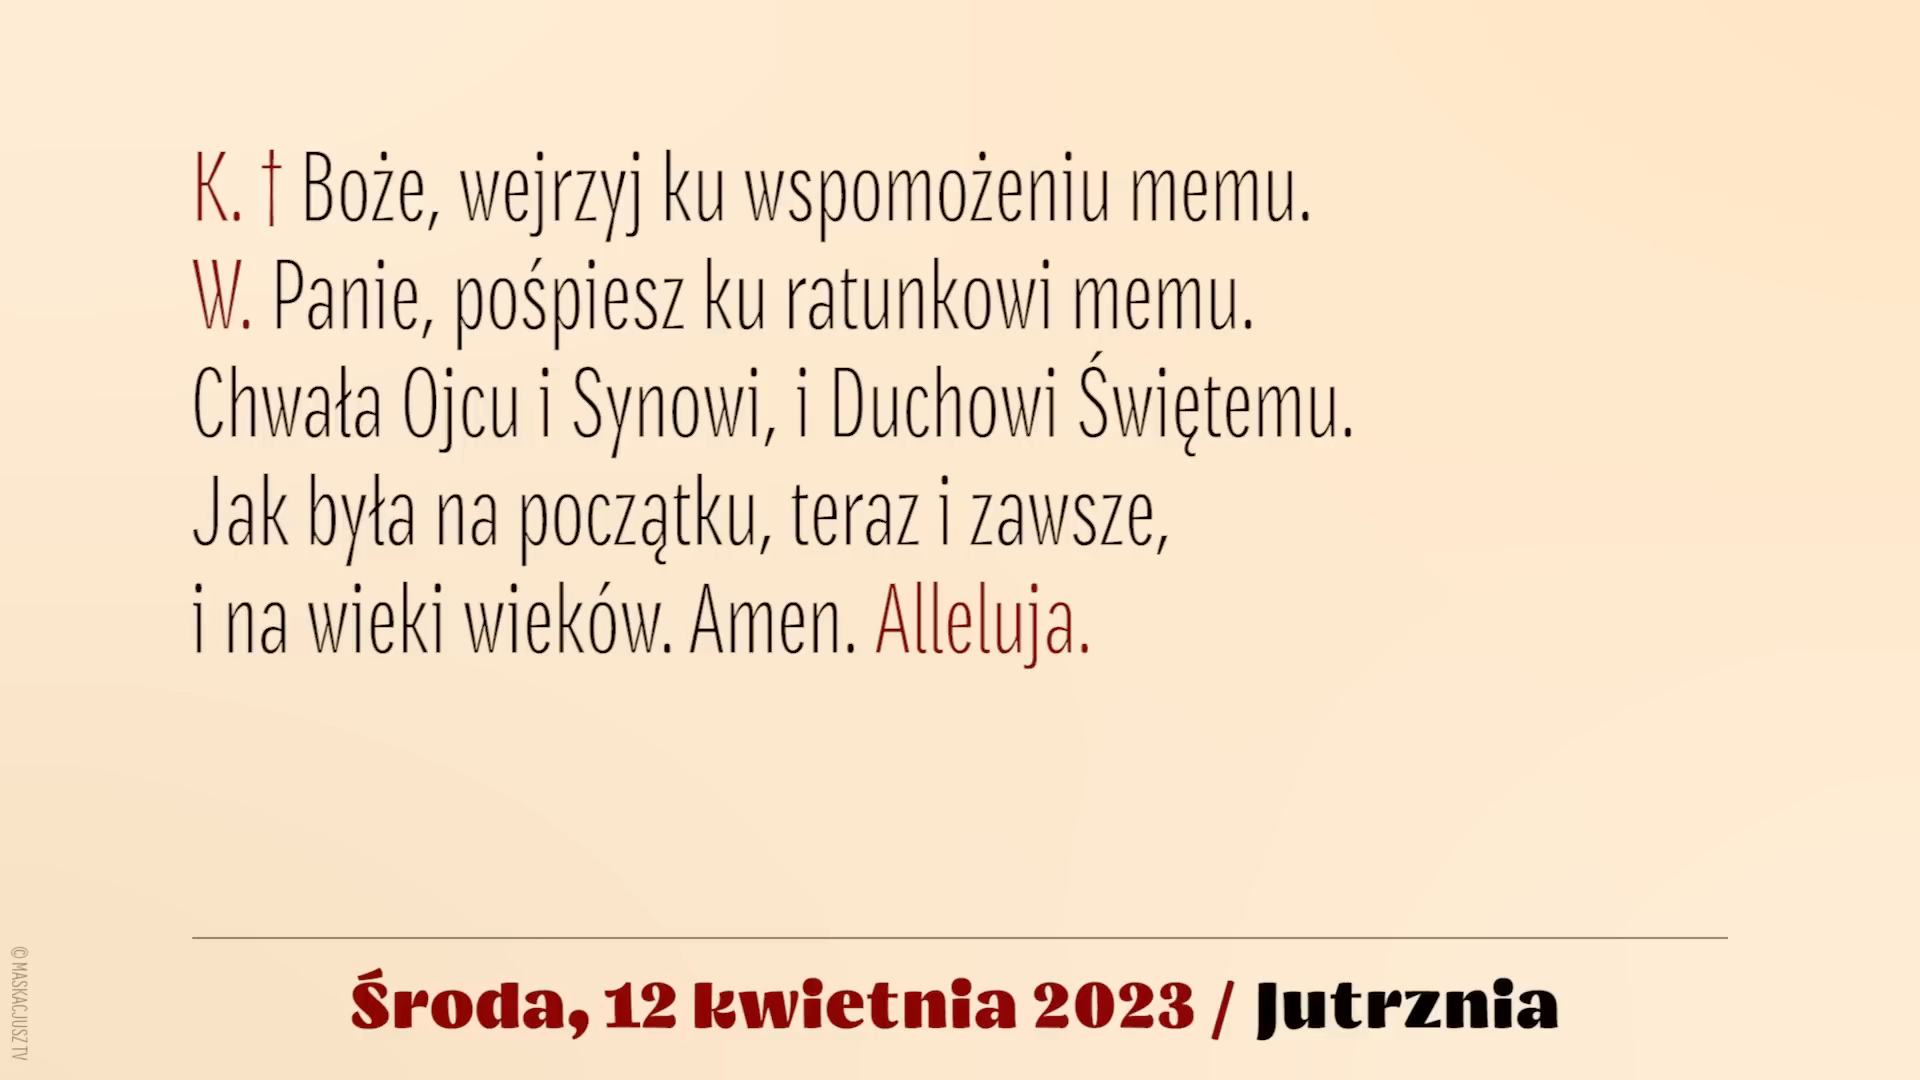 K. † Boże, wejrzyj ku wspomożeniu memu.
W. Panie, pośpiesz ku ratunkowi memu.
Chwała Ojcu i Synowi, i Duchowi Świętemu.
Jak była na początku, teraz i zawsze,
i na wieki wieków. Amen. Alleluja.
Środa, 12 kwietnia 2023 / Jutrznia
© MASKACJUSZ TV